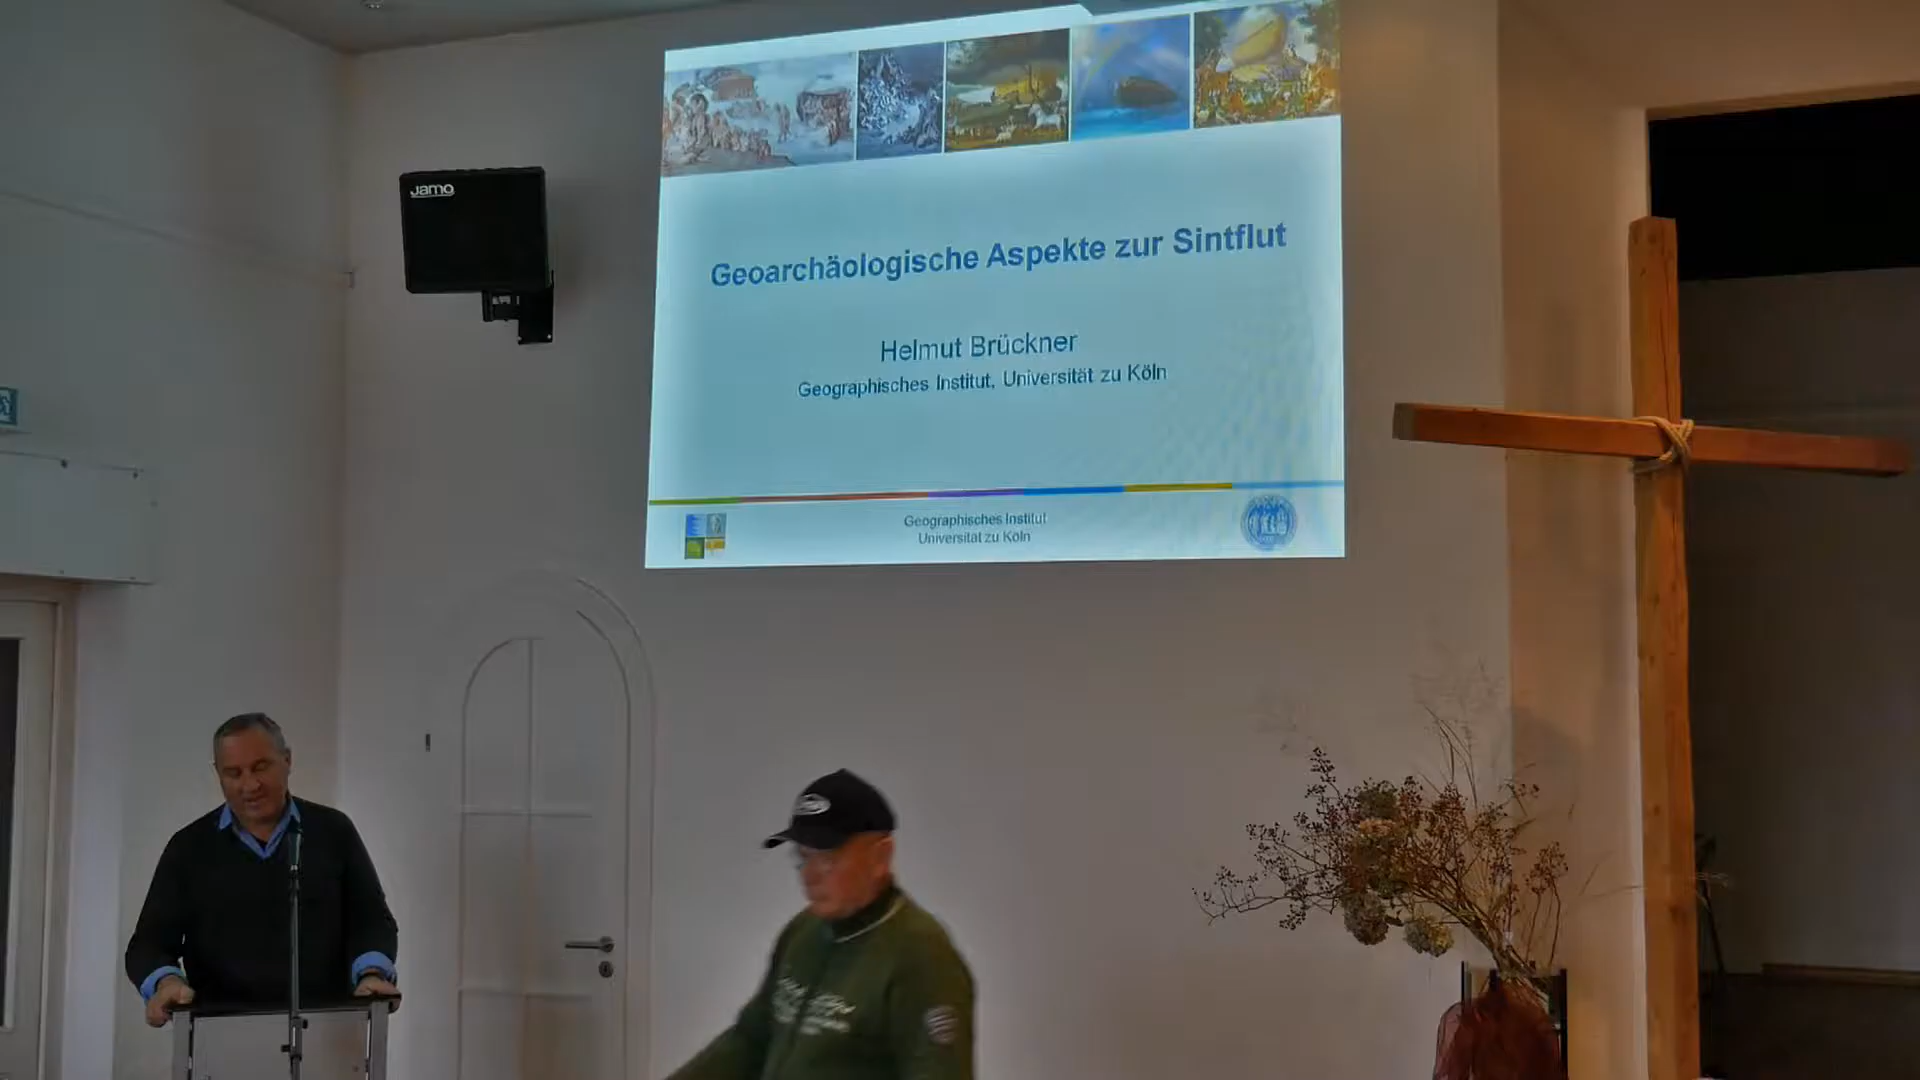 Jamo
Geoarchäologische Aspekte zur Sintflut
Helmut Brückner
Geographisches Institut, Universität zu Köln
Geographisches Institut
Universität zu Köln